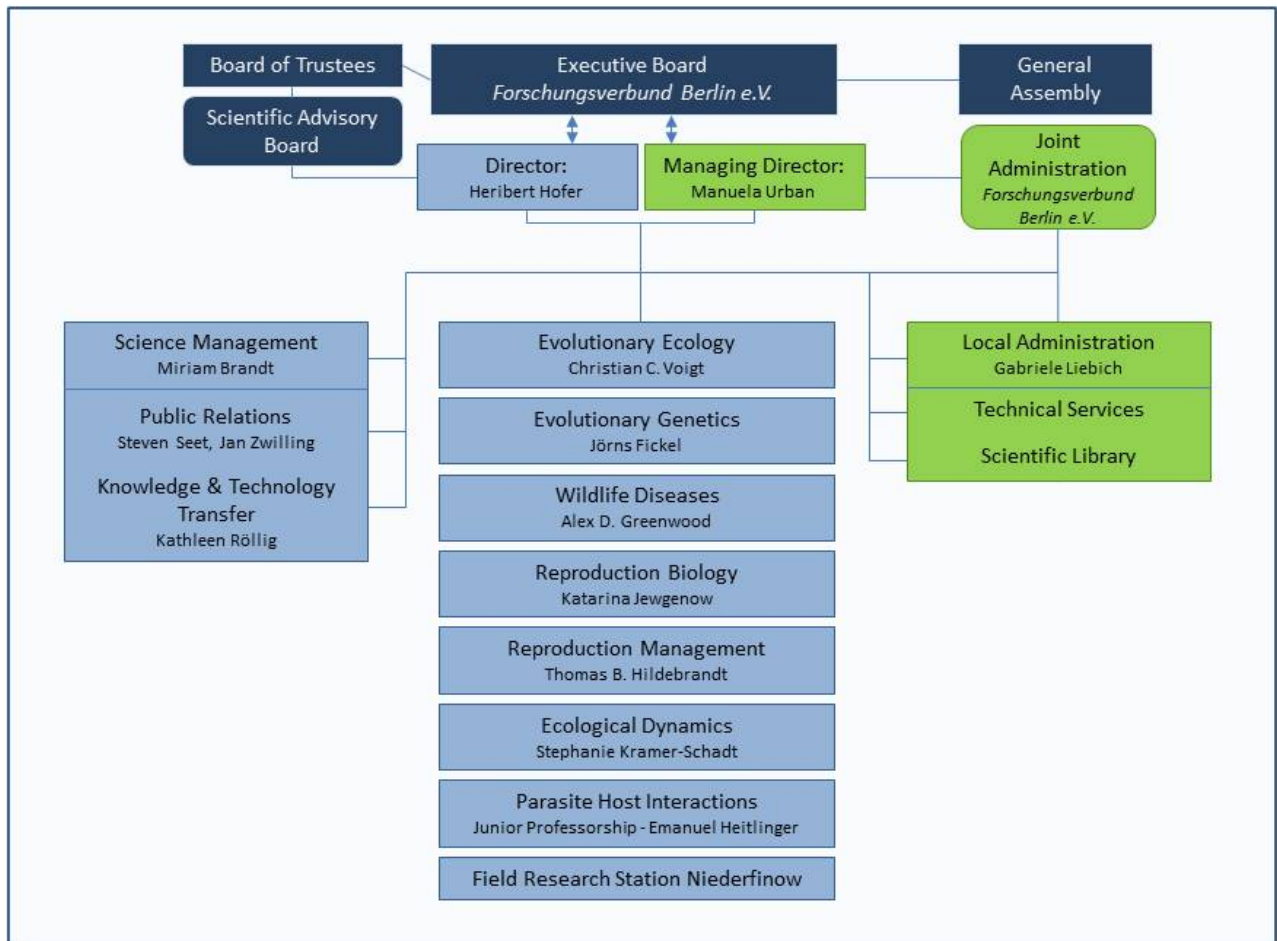 Board of Trustees
Executive Board
Forschungsverbund Berlin e.V.
General
Assembly
Scientific Advisory
Board
Director:
Heribert Hofer
Managing Director:
Manuela Urban
Joint
Administration
Forschungsverbund
Berlin e.V.
Science Management
Miriam Brandt
Public Relations
Steven Seet, Jan Zwilling
Knowledge & Technology
Transfer
Kathleen Röllig
Evolutionary Ecology
Christian C. Voigt
Evolutionary Genetics
Jörns Fickel
Wildlife Diseases
Alex D. Greenwood
Reproduction Biology
Katarina Jewgenow
Reproduction Management
Thomas B. Hildebrandt
Ecological Dynamics
Stephanie Kramer-Schadt
Parasite Host Interactions
Junior Professorship - Emanuel Heitlinger
Field Research Station Niederfinow
Local Administration
Gabriele Liebich
Technical Services
Scientific Library